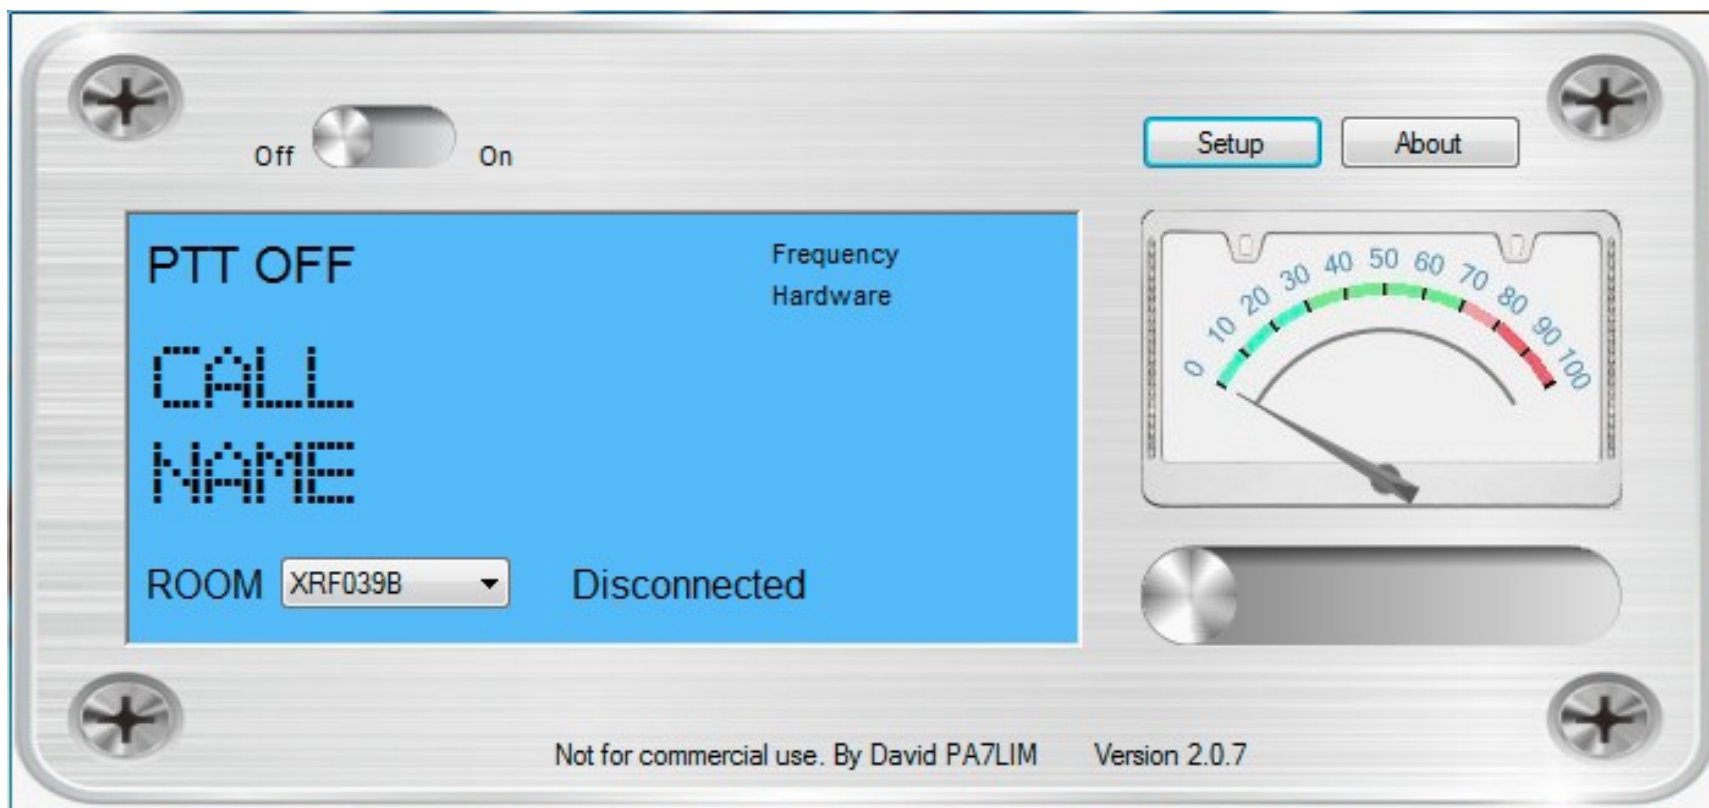 Off On
Setup About
PTT OFF
Frequency
Hardware
CALL
NAME
ROOM XRF039B Disconnected
0 10 20 30 40 50 60 70 80 90 100
Not for commercial use. By David PA7LIM Version 2.0.7